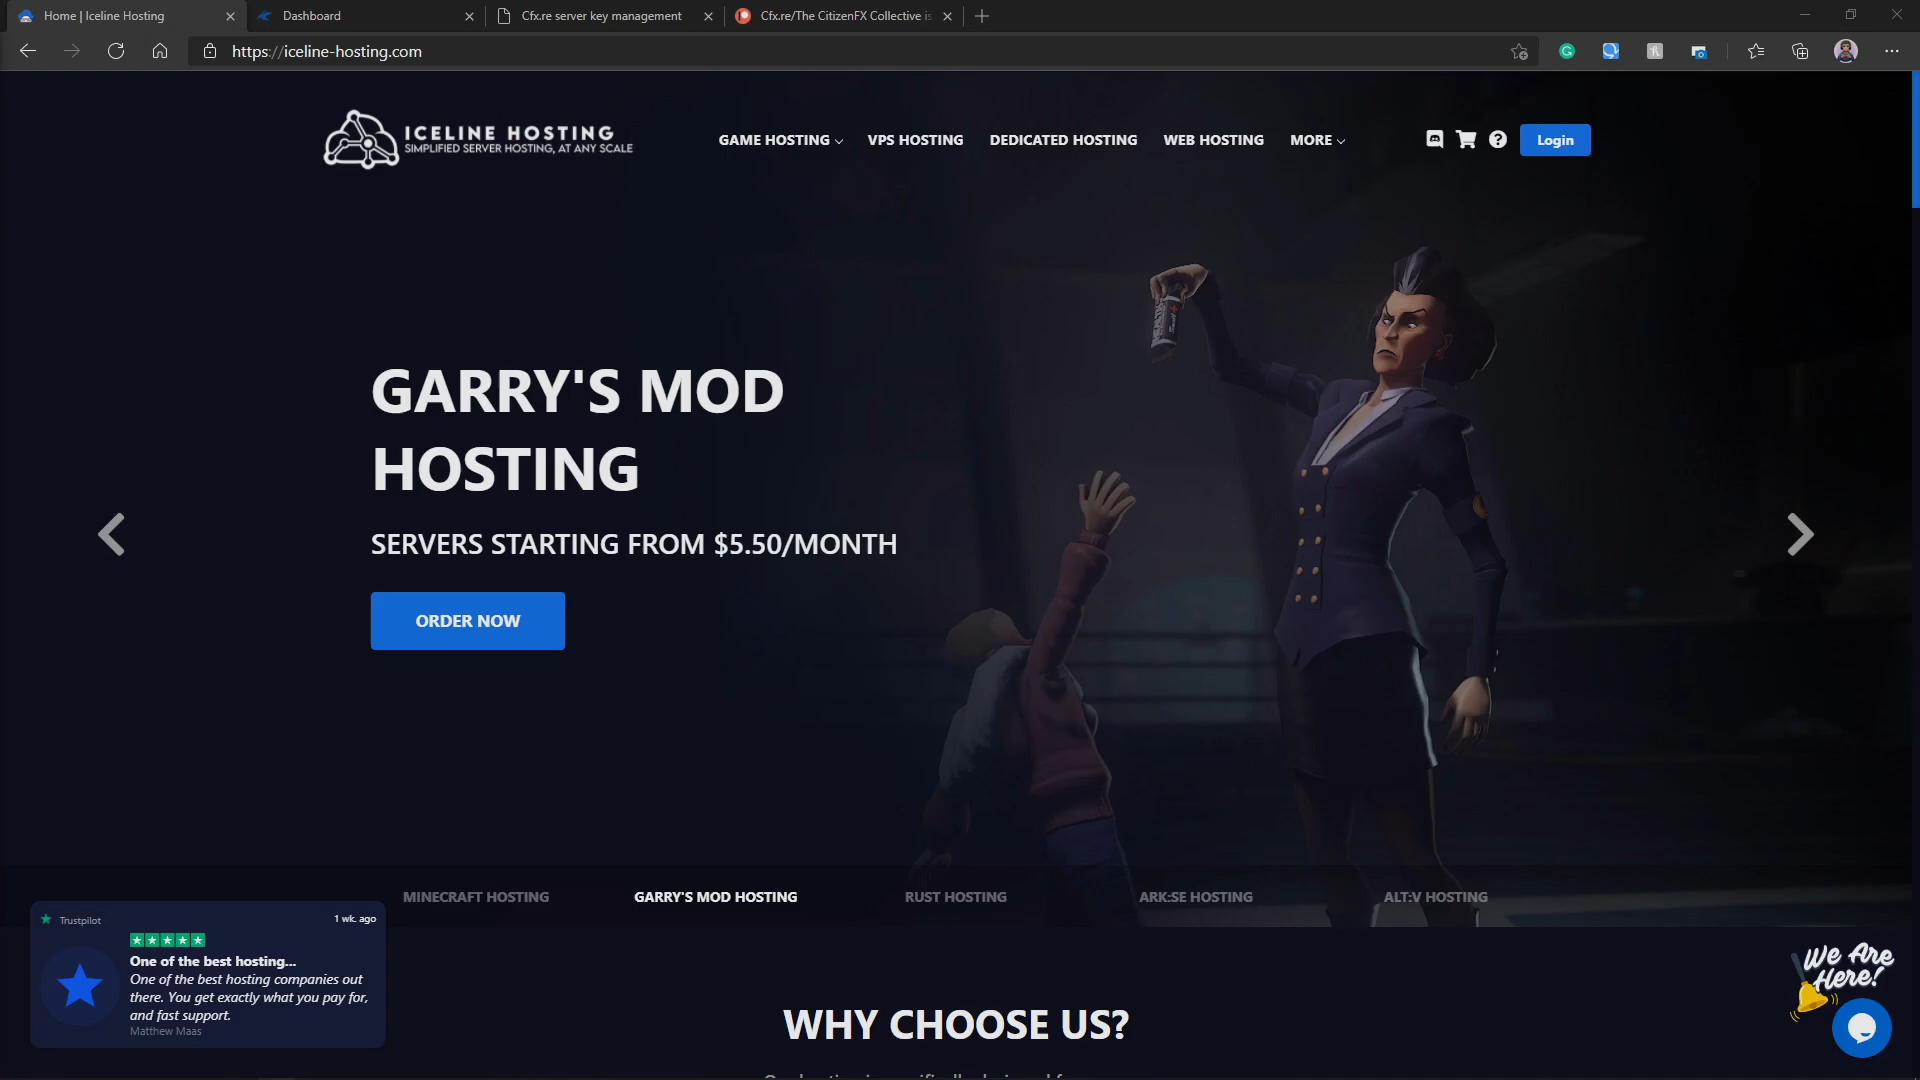 Home | Iceline Hosting
Dashboard
Cfx.re server key management
Cfx.re/The CitizenFX Collective is
https://iceline-hosting.com
ICELINE HOSTING
SIMPLIFIED SERVER HOSTING, AT ANY SCALE
GAME HOSTING
VPS HOSTING
DEDICATED HOSTING
WEB HOSTING
MORE
Login
GARRY'S MOD
HOSTING
SERVERS STARTING FROM $5.50/MONTH
ORDER NOW
MINECRAFT HOSTING
GARRY'S MOD HOSTING
RUST HOSTING
ARK:SE HOSTING
ALT:V HOSTING
Trustpilot
1 wk. ago
One of the best hosting...
One of the best hosting companies out
there. You get exactly what you pay for,
and fast support.
Matthew Maas
We Are
Here!
WHY CHOOSE US?